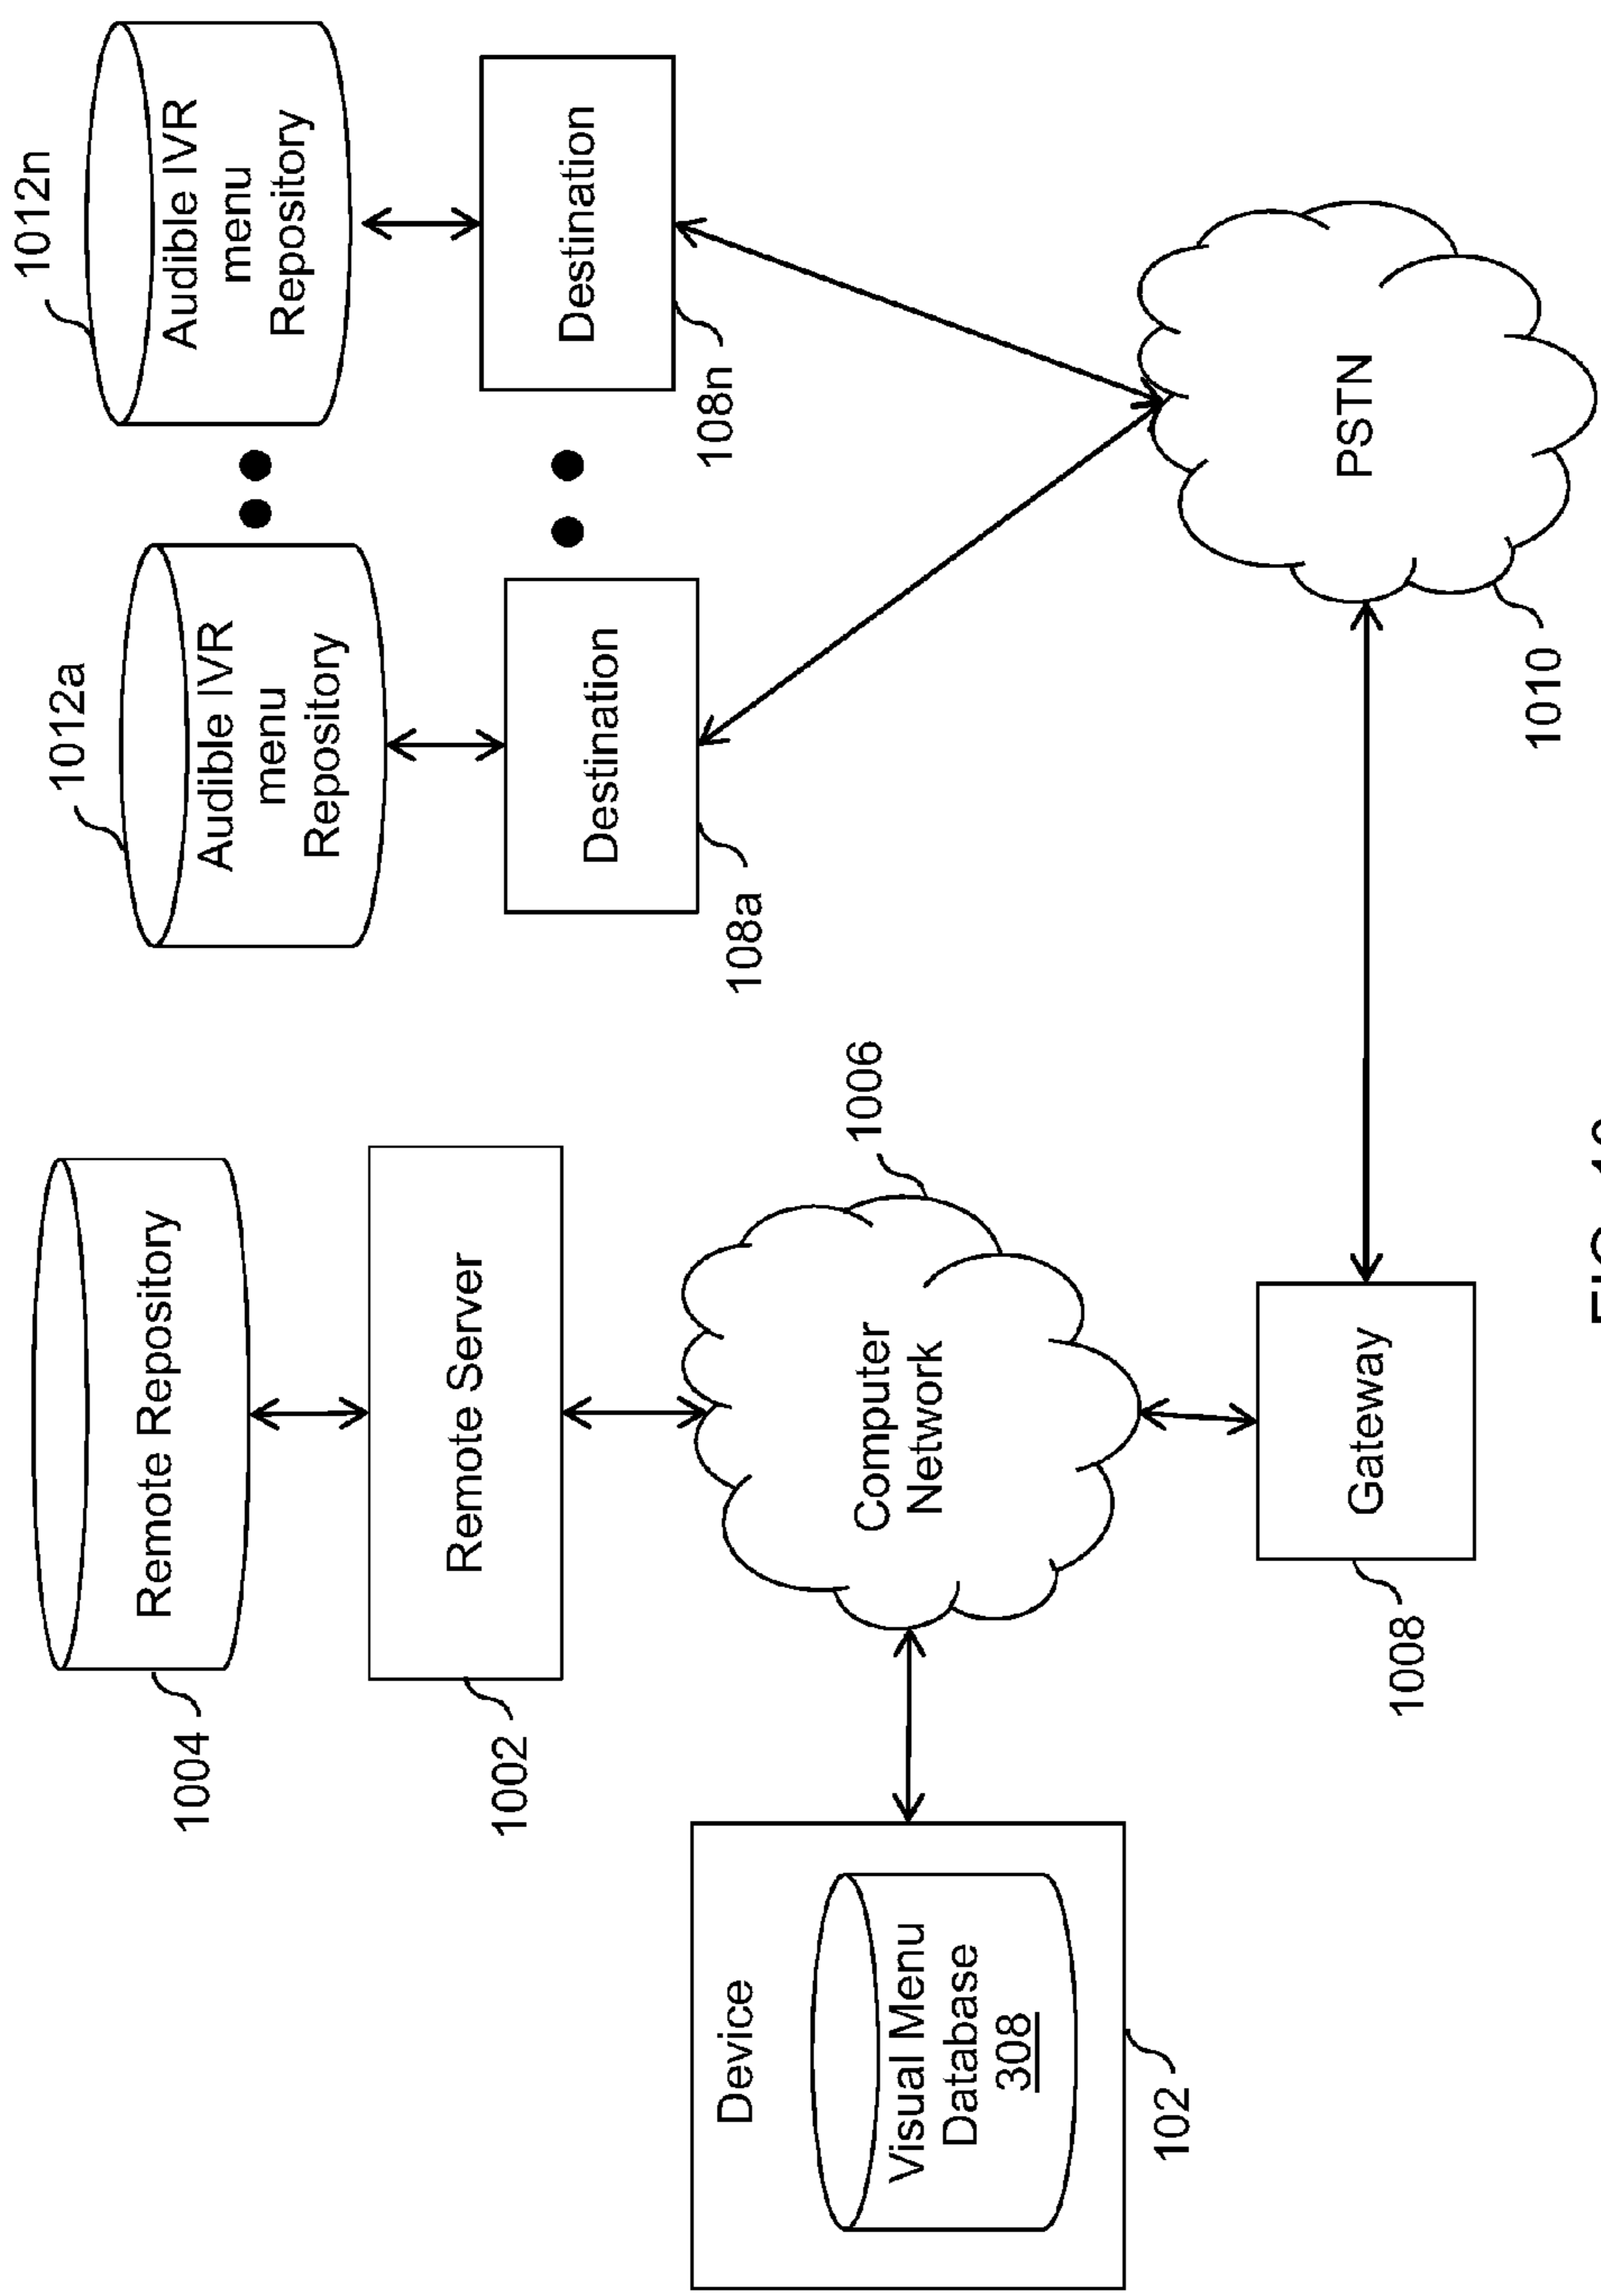 1004
Remote Repository
1002
Remote Server
1012a
Audible IVR
menu
Repository
1012n
Audible IVR
menu
Repository
108a
Destination
108n
Destination
Device
Visual Menu
Database
308
102
Computer
Network
1006
1008
Gateway
PSTN
1010